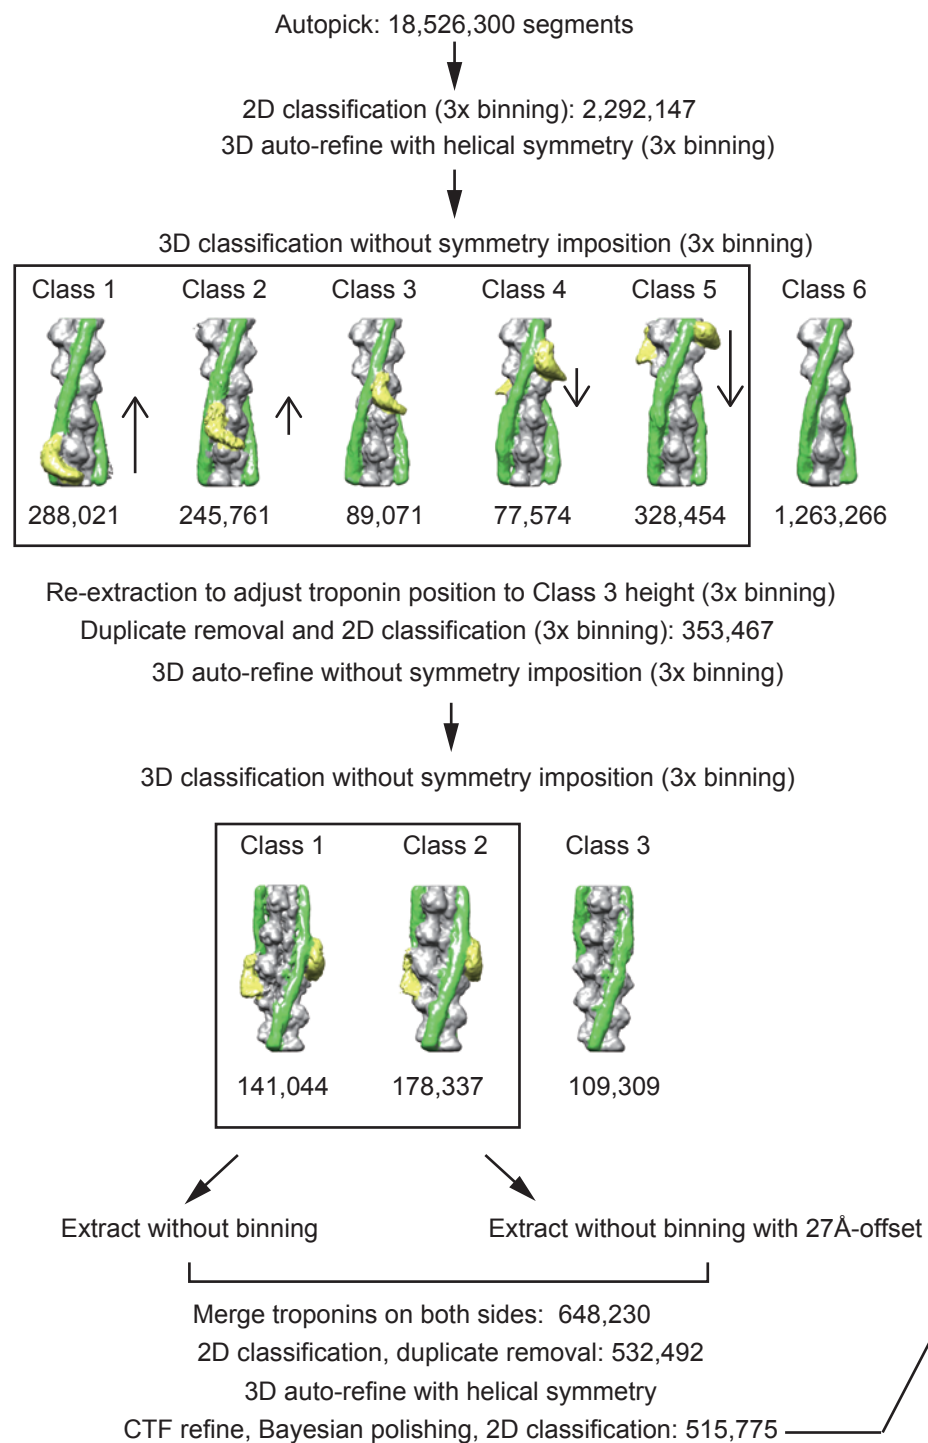 Autopick: 18,526,300 segments
2D classification (3x binning): 2,292,147
3D auto-refine with helical symmetry (3x binning)
3D classification without symmetry imposition (3x binning)
Class 1 Class 2 Class 3 Class 4 Class 5 Class 6
288,021 245,761 89,071 77,574 328,454 1,263,266
Re-extraction to adjust troponin position to Class 3 height (3x binning)
Duplicate removal and 2D classification (3x binning): 353,467
3D auto-refine without symmetry imposition (3x binning)
3D classification without symmetry imposition (3x binning)
Class 1 Class 2 Class 3
141,044 178,337 109,309
Extract without binning Extract without binning with 27Å-offset
Merge troponins on both sides: 648,230
2D classification, duplicate removal: 532,492
3D auto-refine with helical symmetry
CTF refine, Bayesian polishing, 2D classification: 515,775